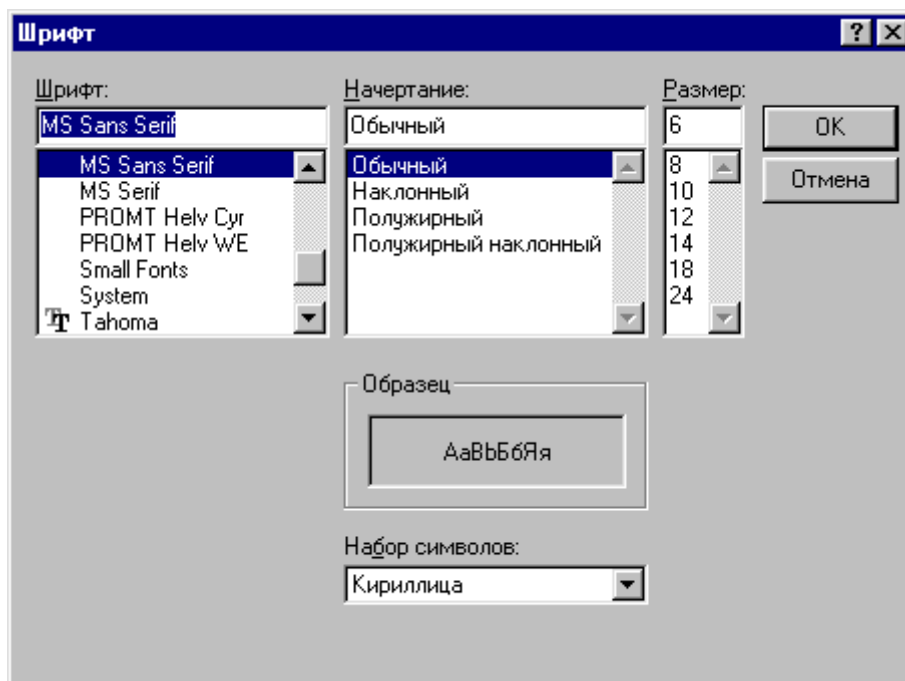 Шрифт
Шрифт:
MS Sans Serif
MS Sans Serif
MS Serif
PROMT Helv Cyr
PROMT Helv WE
Small Fonts
System
Tahoma
Начертание:
Обычный
Обычный
Наклонный
Полужирный
Полужирный наклонный
Размер:
6
8
10
12
14
18
24
OK
Отмена
Образец
АаВbБбЯя
Набор символов:
Кириллица